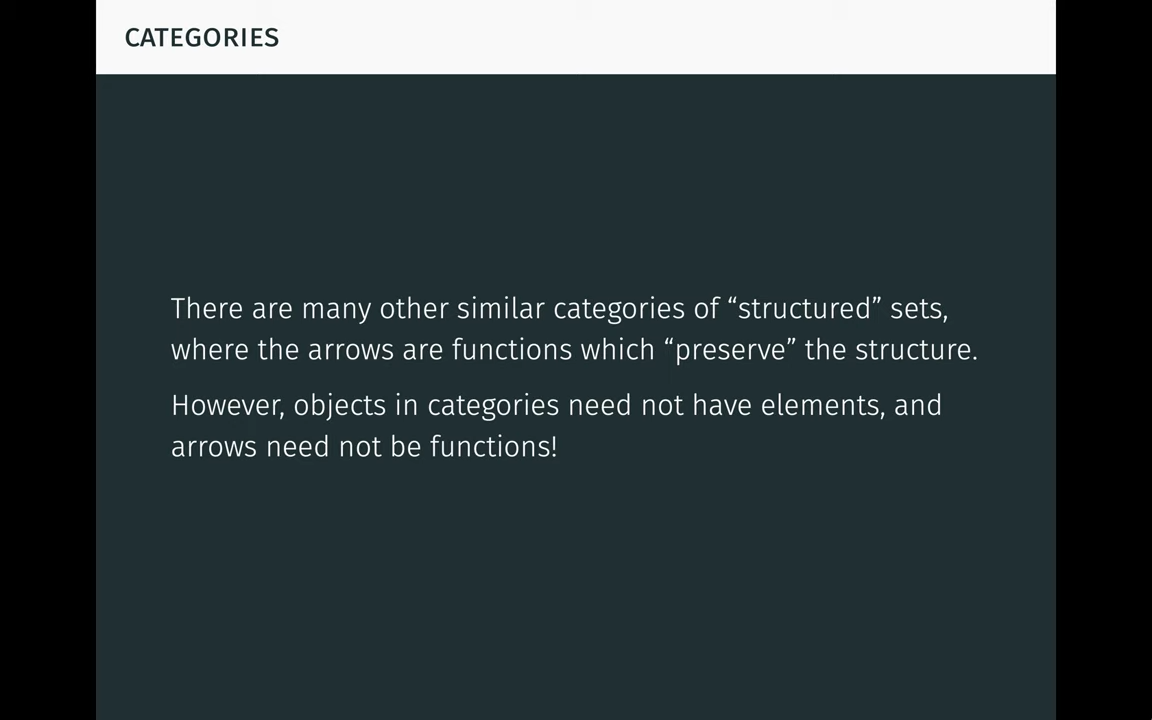 CATEGORIES
There are many other similar categories of “structured” sets,
where the arrows are functions which “preserve” the structure.
However, objects in categories need not have elements, and
arrows need not be functions!